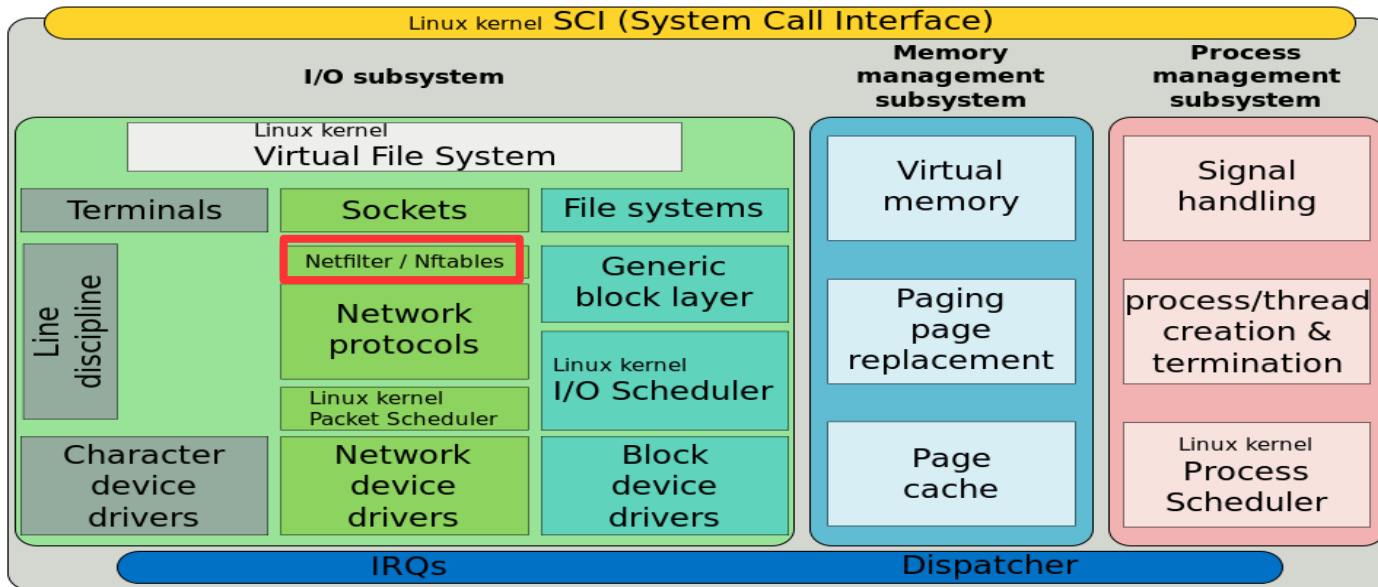 Linux kernel SCI (System Call Interface)
I/O subsystem
Memory
management
subsystem
Process
management
subsystem
Linux kernel
Virtual File System
Terminals
Sockets
File systems
Netfilter / Nftables
Line
discipline
Network
protocols
Linux kernel
Packet Scheduler
Generic
block layer
Linux kernel
I/O Scheduler
Character
device
drivers
Network
device
drivers
Block
device
drivers
Virtual
memory
Paging
page
replacement
Page
cache
Signal
handling
process/thread
creation &
termination
Linux kernel
Process
Scheduler
IRQs
Dispatcher